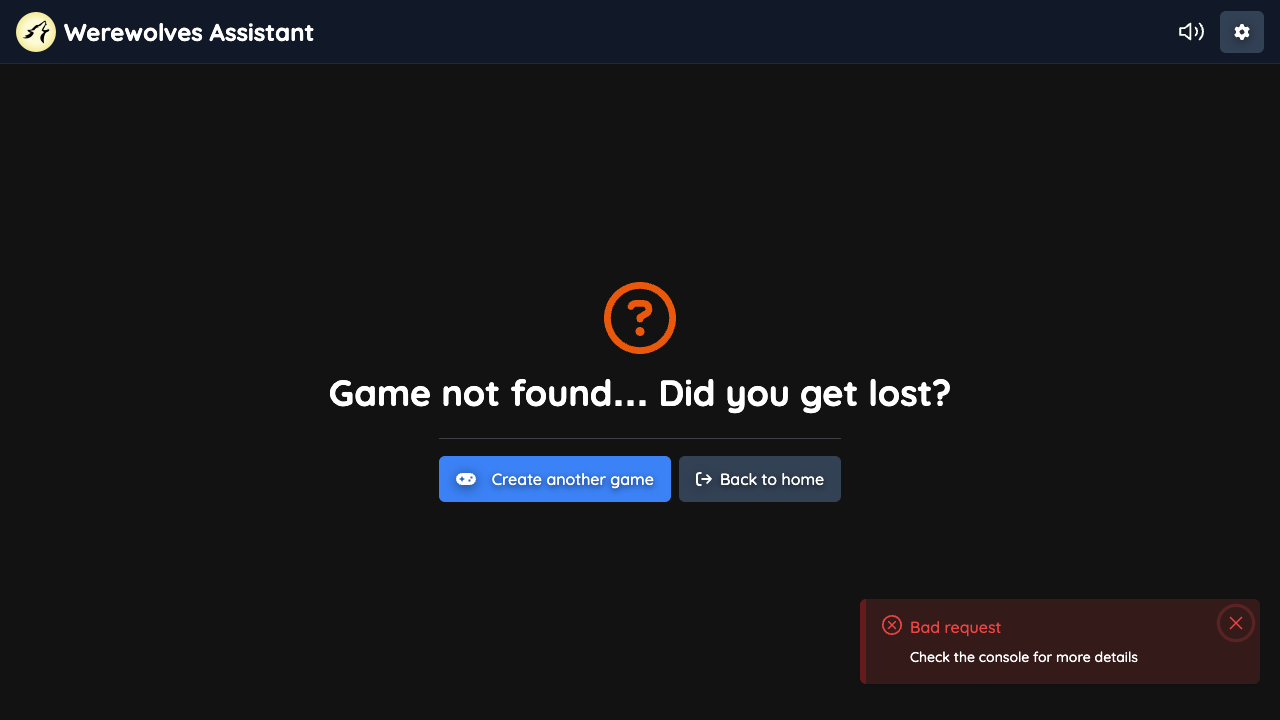 Werewolves Assistant
Game not found... Did you get lost?
Create another game
Back to home
Bad request
Check the console for more details